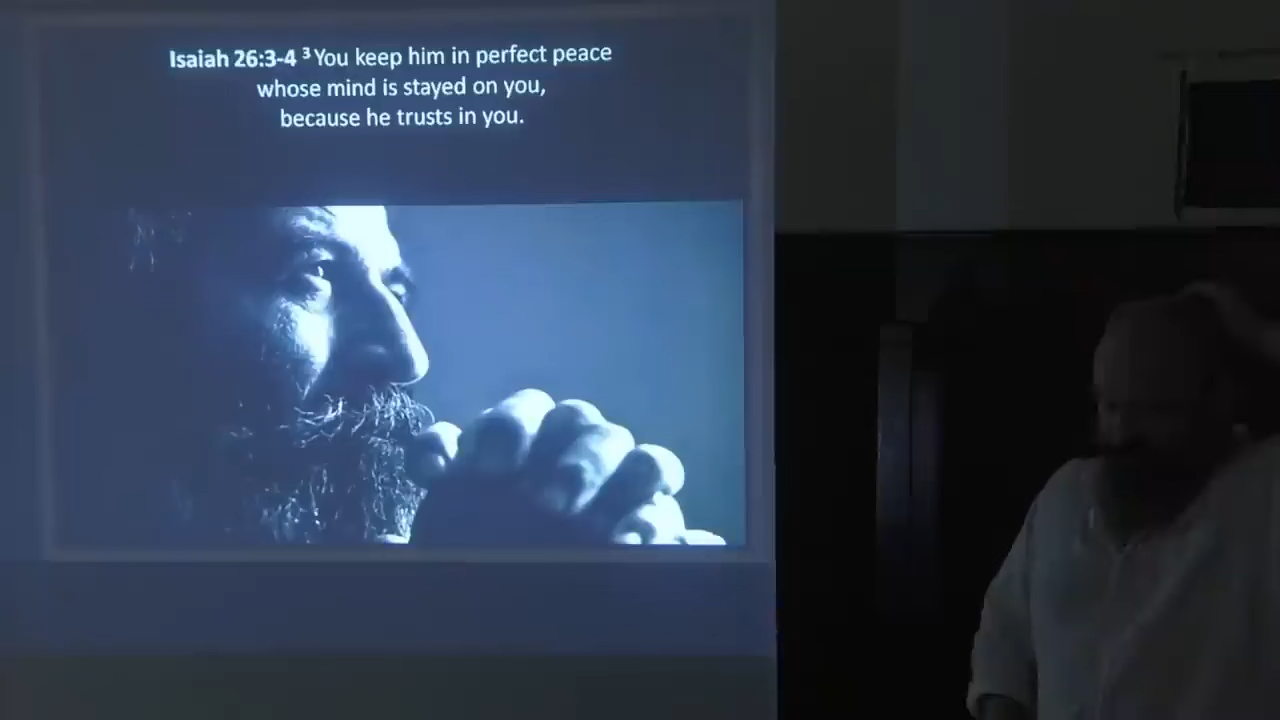 Isaiah 26:3-4 ³ You keep him in perfect peace
whose mind is stayed on you,
because he trusts in you.